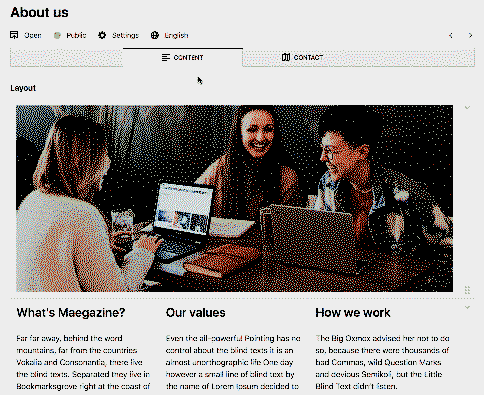 About us
Open Public Settings English
CONTENT CONTACT
Layout
What's Maegazine?
Far far away, behind the word
mountains, far from the countries
Vokalia and Consonantia, there live
the blind texts. Separated they live in
Bookmarksgrove right at the coast of
Our values
Even the all-powerful Pointing has no
control about the blind texts it is an
almost unorthographic life One day
however a small line of blind text by
the name of Lorem Ipsum decided to
How we work
The Big Oxmox advised her not to do
so, because there were thousands of
bad Commas, wild Question Marks
and devious Semikoli, but the Little
Blind Text didn't listen.